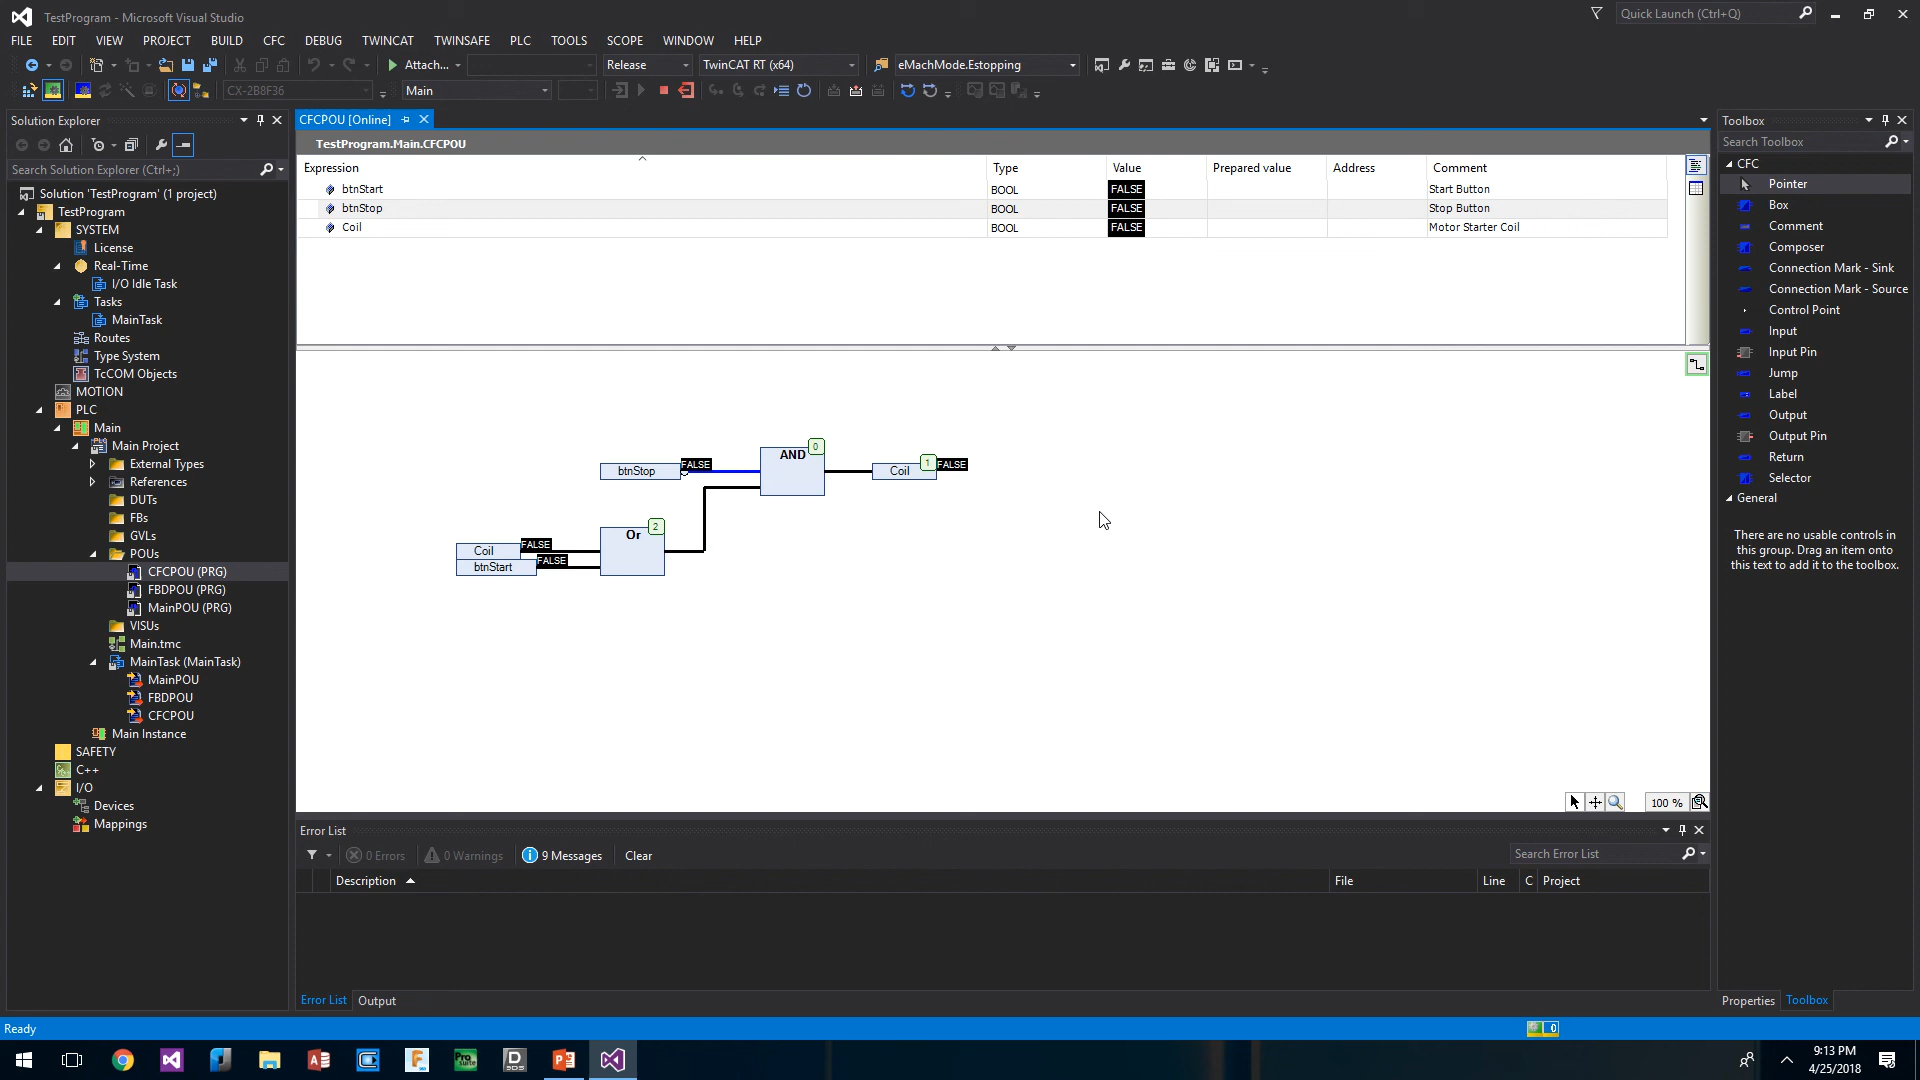 TestProgram - Microsoft Visual Studio
Quick Launch (Ctrl+Q)
FILE EDIT VIEW PROJECT BUILD CFC DEBUG TWINCAT TWINSAFE PLC TOOLS SCOPE WINDOW HELP
Attach... Release TwinCAT RT (x64) eMachMode.Estopping
CX-2B8F36 Main
Solution Explorer
Search Solution Explorer (Ctrl+;)
Solution 'TestProgram' (1 project)
TestProgram
SYSTEM
License
Real-Time
I/O Idle Task
Tasks
MainTask
Routes
Type System
TcCOM Objects
MOTION
PLC
Main
Main Project
External Types
References
DUTs
FBs
GVLs
POUs
CFCPOU (PRG)
FBDPOU (PRG)
MainPOU (PRG)
VISUs
Main.tmc
MainTask (MainTask)
MainPOU
FBDPOU
CFCPOU
Main Instance
SAFETY
C++
I/O
Devices
Mappings
CFCPOU [Online]
TestProgram.Main.CFCPOU
Expression Type Value Prepared value Address Comment
btnStart BOOL FALSE Start Button
btnStop BOOL FALSE Stop Button
Coil BOOL FALSE Motor Starter Coil
AND 0
btnStop FALSE
Coil 1 FALSE
Or 2
Coil FALSE
btnStart FALSE
100 %
Error List
0 Errors 0 Warnings 9 Messages Clear
Search Error List
Description File Line C Project
Error List Output
Toolbox
Search Toolbox
CFC
Pointer
Box
Comment
Composer
Connection Mark - Sink
Connection Mark - Source
Control Point
Input
Input Pin
Jump
Label
Output
Output Pin
Return
Selector
General
There are no usable controls in
this group. Drag an item onto
this text to add it to the toolbox.
Properties Toolbox
Ready
0
9:13 PM
4/25/2018